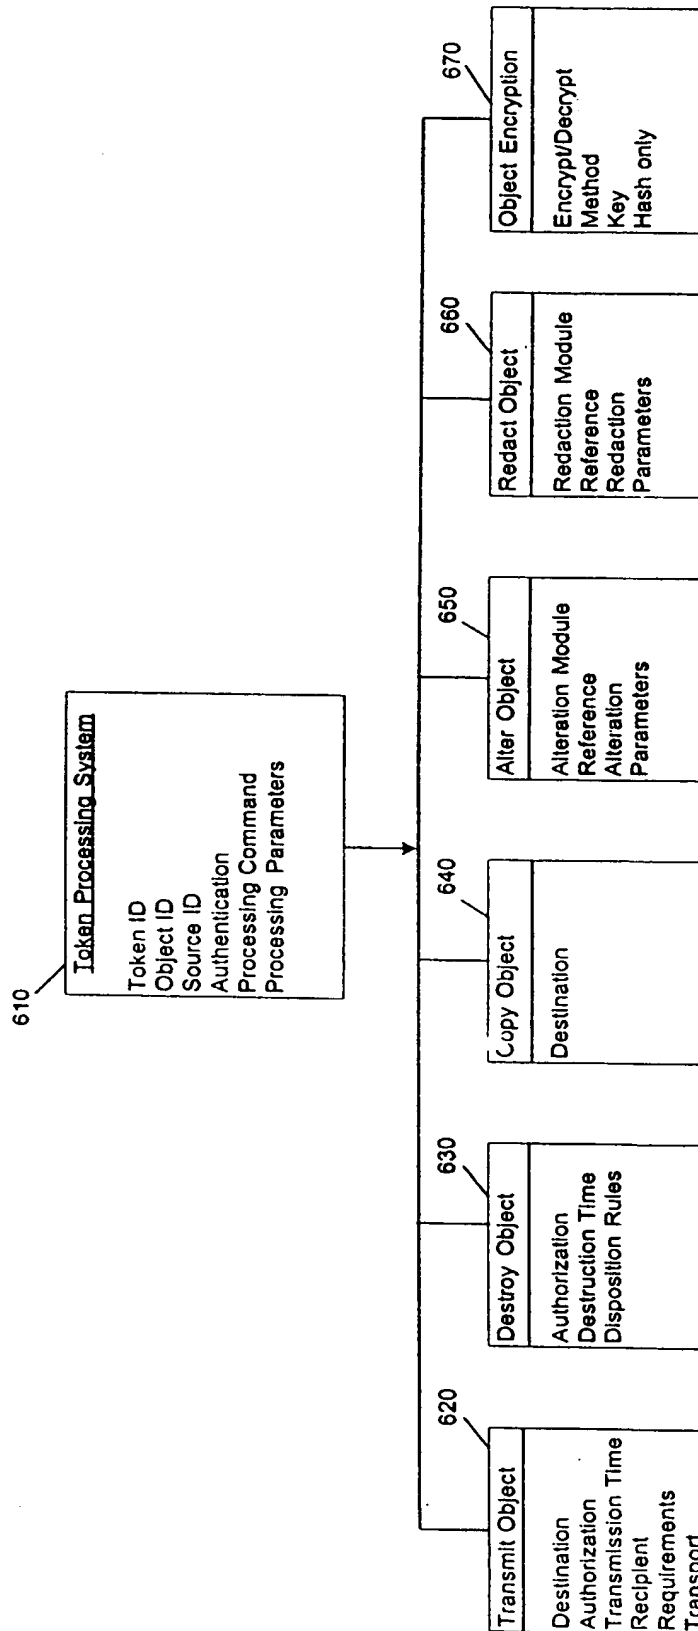 610
Token Processing System
Token ID
Object ID
Source ID
Authentication
Processing Command
Processing Parameters
620
Transmit Object
Destination
Authorization
Transmission Time
Recipient
Requirements
Transport
630
Destroy Object
Authorization
Destruction Time
Disposition Rules
640
Copy Object
Destination
650
Alter Object
Alteration Module
Reference
Alteration
Parameters
660
Redact Object
Redaction Module
Reference
Redaction
Parameters
670
Object Encryption
Encrypt/Decrypt
Method
Key
Hash only